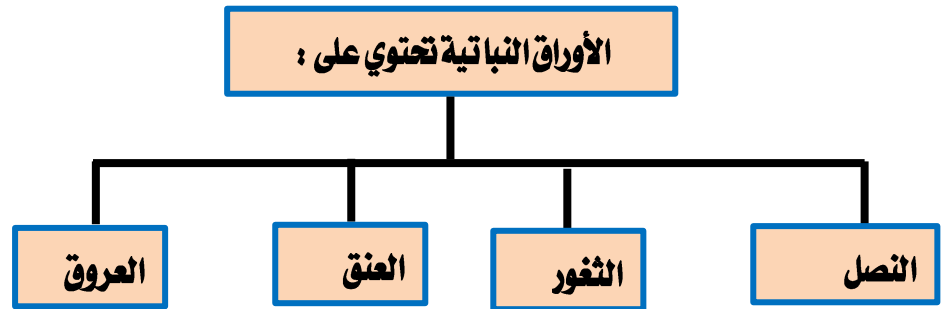 الأوراق النباتية تحتوي على :
النصل
الثغور
العنق
العروق